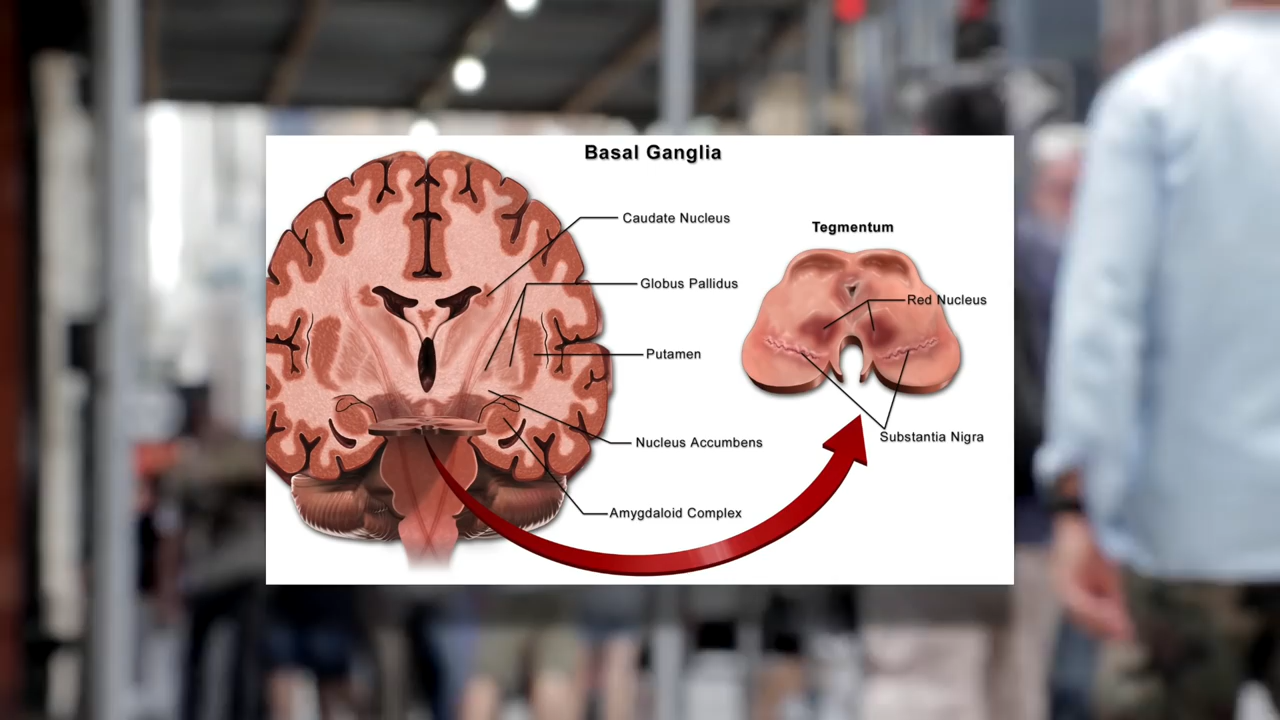 Basal Ganglia
Caudate Nucleus
Tegmentum
Globus Pallidus
Red Nucleus
Putamen
Substantia Nigra
Nucleus Accumbens
Amygdaloid Complex